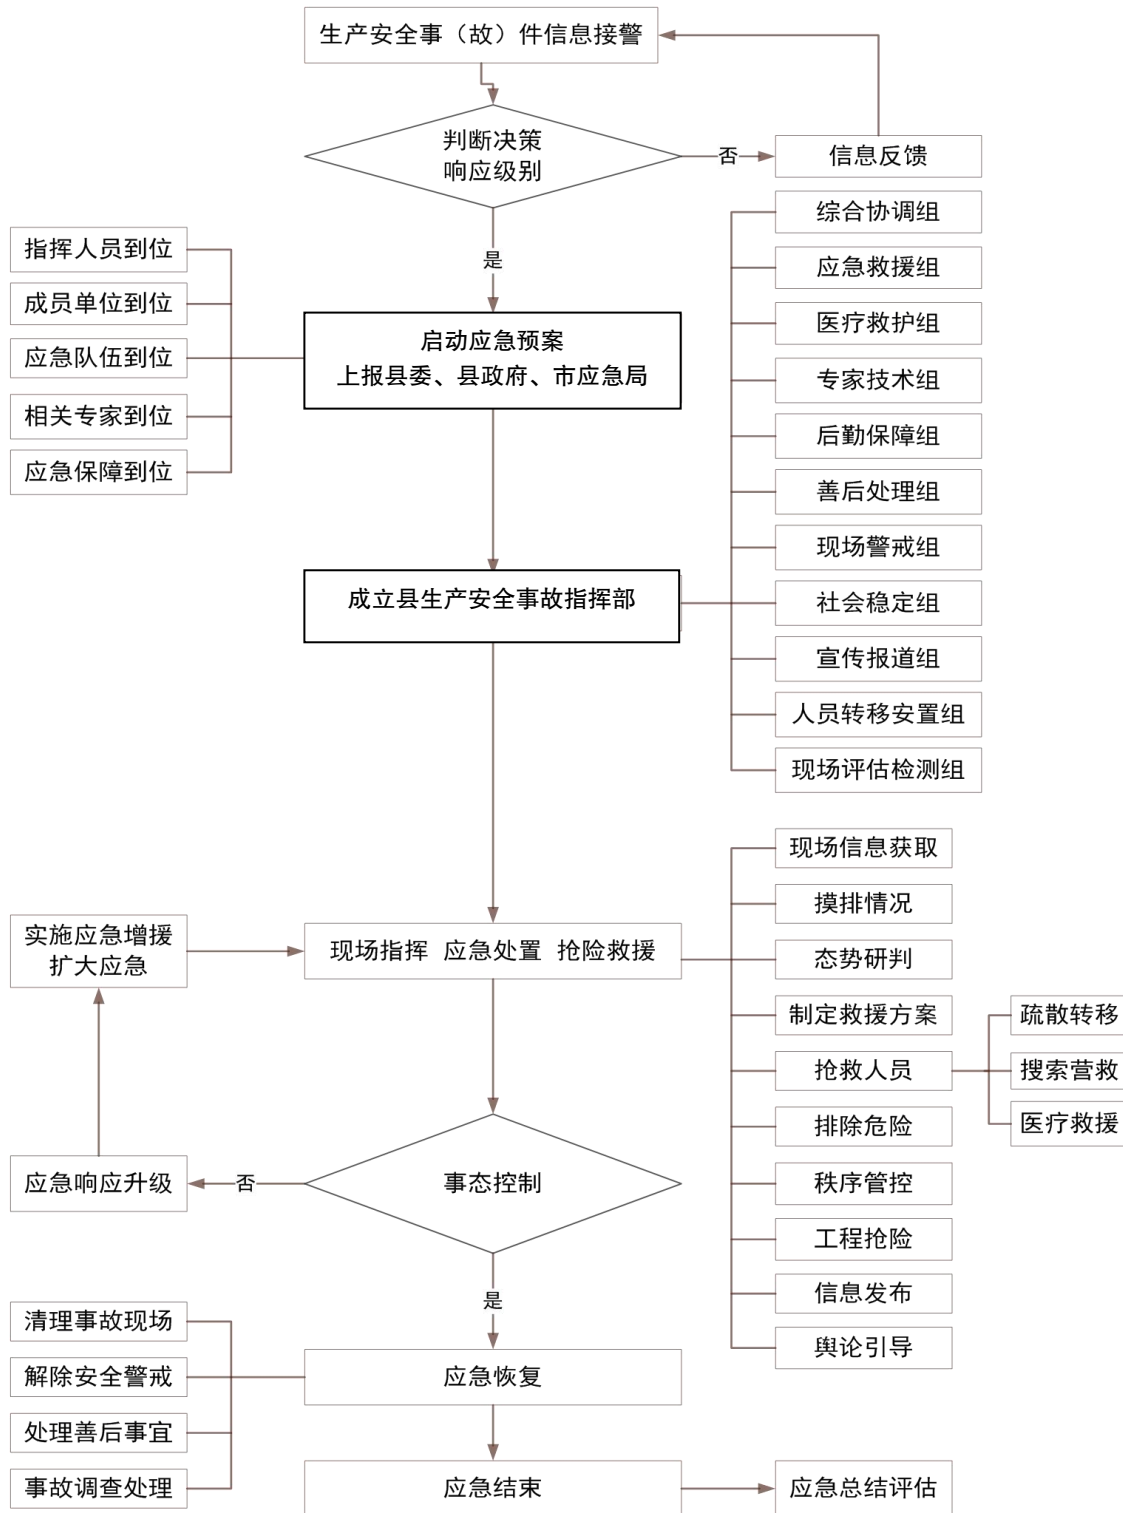 生产安全事（故）件信息接警
判断决策
响应级别
否
信息反馈
是
指挥人员到位
成员单位到位
应急队伍到位
相关专家到位
应急保障到位
启动应急预案
上报县委、县政府、市应急局
综合协调组
应急救援组
医疗救护组
专家技术组
后勤保障组
善后处理组
现场警戒组
社会稳定组
宣传报道组
人员转移安置组
现场评估检测组
成立县生产安全事故指挥部
实施应急增援
扩大应急
现场指挥 应急处置 抢险救援
现场信息获取
摸排情况
态势研判
制定救援方案
抢救人员
排除危险
秩序管控
工程抢险
信息发布
舆论引导
疏散转移
搜索营救
医疗救援
应急响应升级
否
事态控制
是
清理事故现场
解除安全警戒
处理善后事宜
事故调查处理
应急恢复
应急结束
应急总结评估